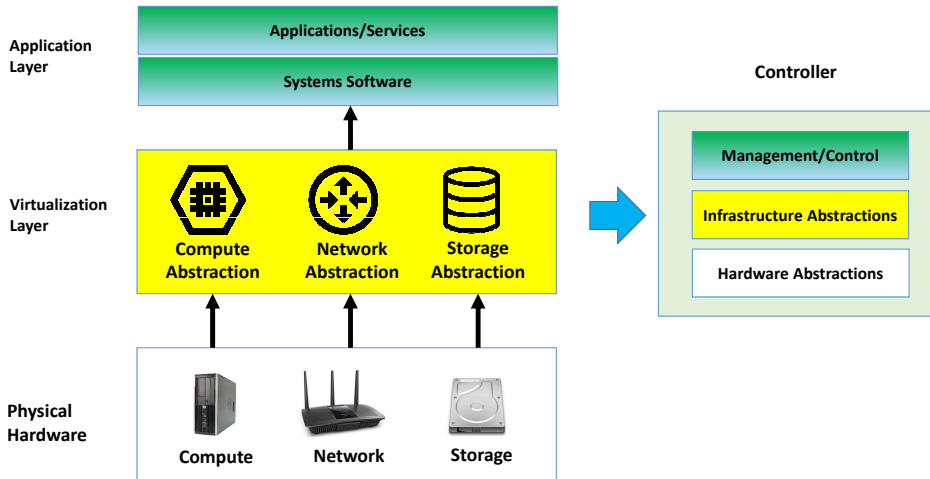 Application
Layer
Applications/Services
Systems Software
Controller
Management/Control
Infrastructure Abstractions
Hardware Abstractions
Virtualization
Layer
Compute
Abstraction
Network
Abstraction
Storage
Abstraction
Physical
Hardware
Compute
Network
Storage